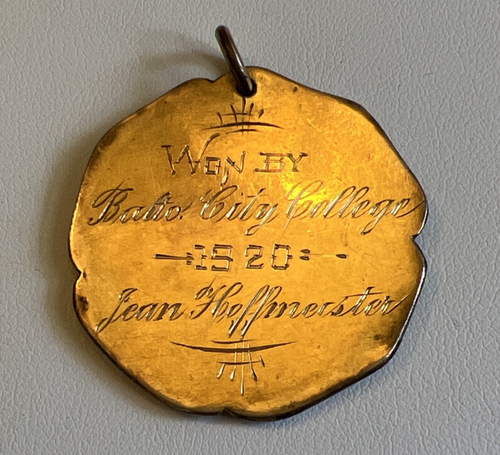 WON BY
Balto. City College
1920
Jean Hoffmeister